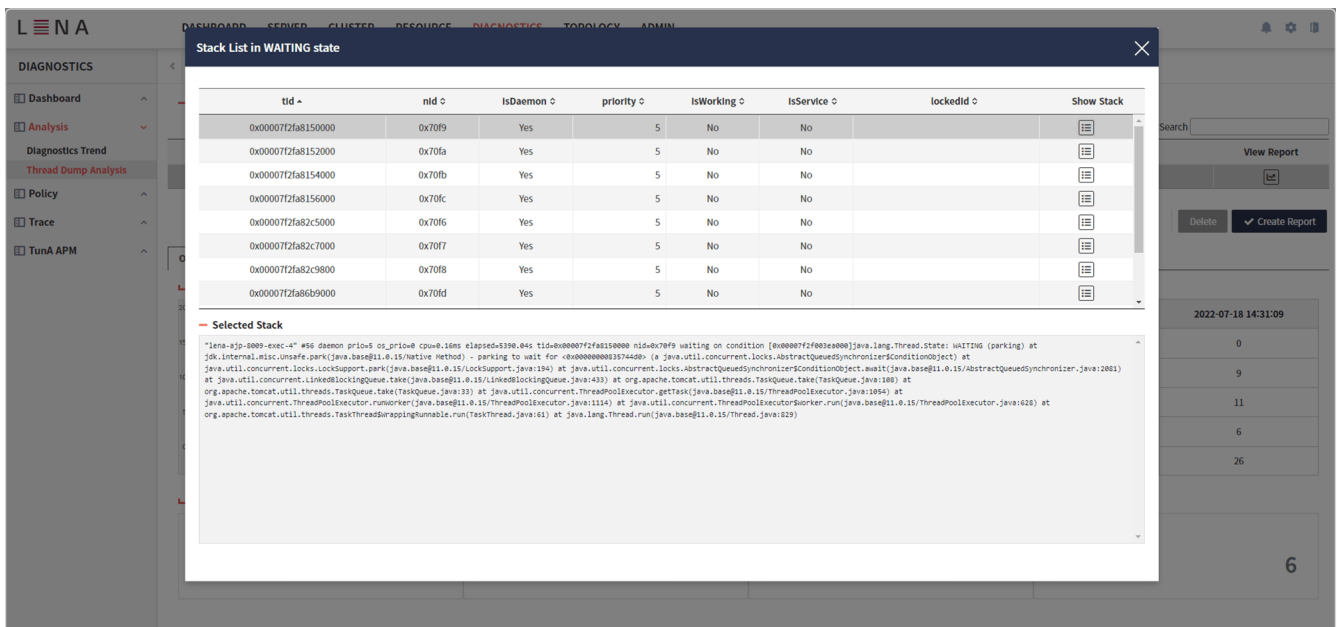 LENA
DASHBOARD SERVER CLUSTER RESOURCE DIAGNOSTICS TOPOLOGY ADMIN
Stack List in WAITING state
DIAGNOSTICS
Dashboard
Analysis
Diagnostics Trend
Thread Dump Analysis
Policy
Trace
TunA APM
tid nid isDaemon priority isWorking isService lockedId Show Stack
0x00007f2fa8150000 0x70f9 Yes 5 No No
0x00007f2fa8152000 0x70fa Yes 5 No No
0x00007f2fa8154000 0x70fb Yes 5 No No
0x00007f2fa8156000 0x70fc Yes 5 No No
0x00007f2fa82c5000 0x70f6 Yes 5 No No
0x00007f2fa82c7000 0x70f7 Yes 5 No No
0x00007f2fa82c9800 0x70f8 Yes 5 No No
0x00007f2fa86b9000 0x70fd Yes 5 No No
Search
View Report
Delete Create Report
Selected Stack
"lena-ajp-8009-exec-4" #56 daemon prio=5 os_prio=0 cpu=0.16ms elapsed=5390.04s tid=0x00007f2fa8150000 nid=0x70f9 waiting on condition [0x00007f2f003ea000]java.lang.Thread.State: WAITING (parking) at
jdk.internal.misc.Unsafe.park(java.base@11.0.15/Native Method) - parking to wait for <0x00000000835744d0> (a java.util.concurrent.locks.AbstractQueuedSynchronizer$ConditionObject) at
java.util.concurrent.locks.LockSupport.park(java.base@11.0.15/LockSupport.java:194) at java.util.concurrent.locks.AbstractQueuedSynchronizer$ConditionObject.await(java.base@11.0.15/AbstractQueuedSynchronizer.java:2081)
at java.util.concurrent.LinkedBlockingQueue.take(java.base@11.0.15/LinkedBlockingQueue.java:433) at org.apache.tomcat.util.threads.TaskQueue.take(TaskQueue.java:108) at
org.apache.tomcat.util.threads.TaskQueue.take(TaskQueue.java:33) at java.util.concurrent.ThreadPoolExecutor.getTask(java.base@11.0.15/ThreadPoolExecutor.java:1054) at
java.util.concurrent.ThreadPoolExecutor.runWorker(java.base@11.0.15/ThreadPoolExecutor.java:1114) at java.util.concurrent.ThreadPoolExecutor$Worker.run(java.base@11.0.15/ThreadPoolExecutor.java:628) at
org.apache.tomcat.util.threads.TaskThread$WrappingRunnable.run(TaskThread.java:61) at java.lang.Thread.run(java.base@11.0.15/Thread.java:829)
2022-07-18 14:31:09
0
9
11
6
26
6